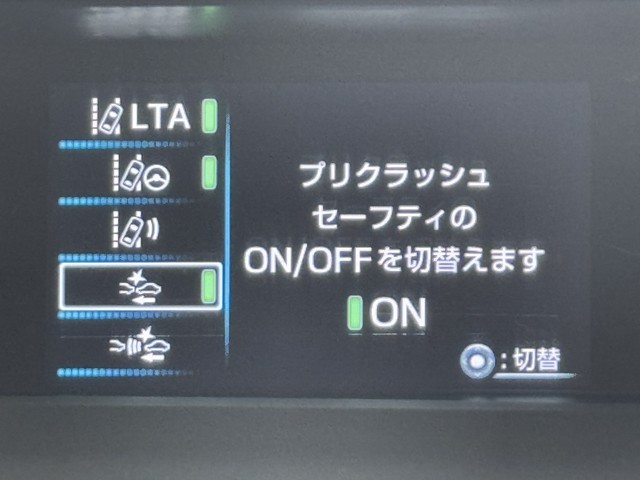 LTA
プリクラッシュ
セーフティの
ON/OFFを切替えます
ON
:切替